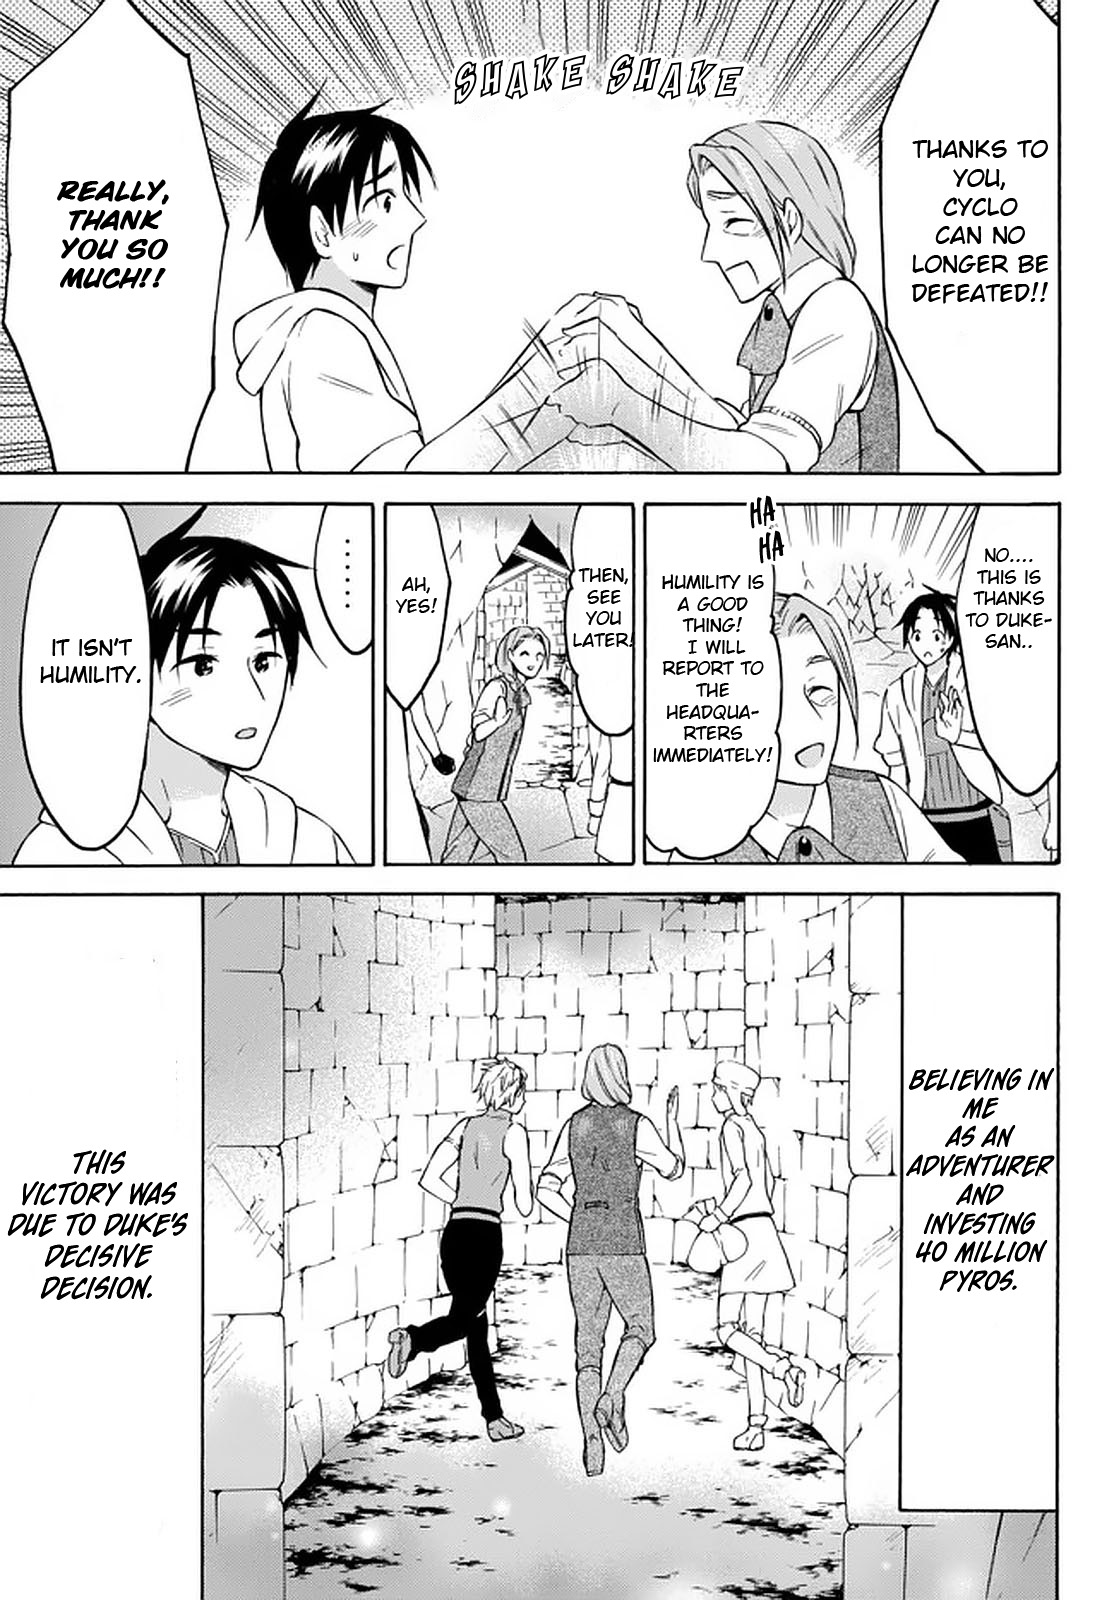 SHAKE SHAKE
THANKS TO
YOU,
CYCLO
CAN NO
LONGER BE
DEFEATED!!
REALLY,
THANK
YOU SO
MUCH!!
NO....
THIS IS
THANKS
TO DUKE-
SAN..
HA
HA
HUMILITY IS
A GOOD
THING!
I WILL
REPORT TO
THE
HEADQUA-
RTERS
IMMEDIATELY!
THEN,
SEE
YOU
LATER!
AH,
YES!
......
IT ISN'T
HUMILITY.
BELIEVING IN
ME
AS AN
ADVENTURER
AND
INVESTING
40 MILLION
PYROS.
THIS
VICTORY WAS
DUE TO DUKE'S
DECISIVE
DECISION.